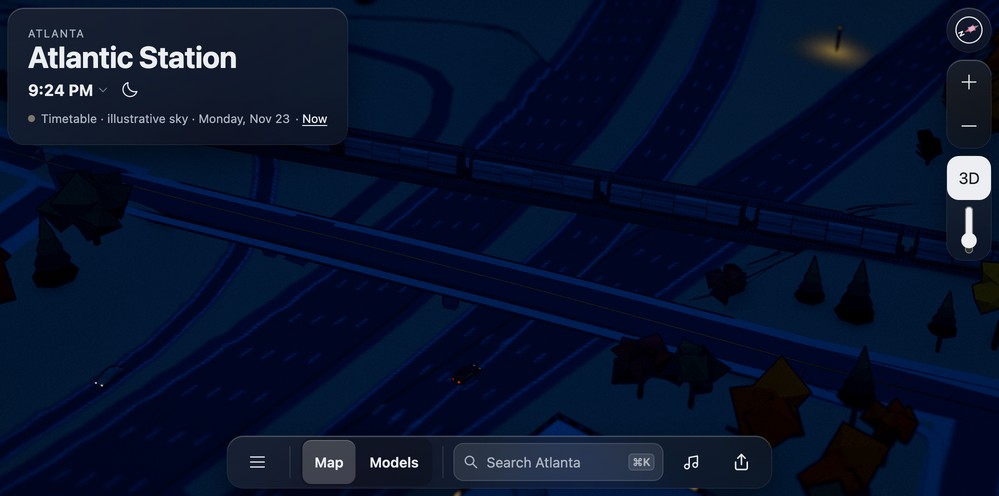 ATLANTA
Atlantic Station
9:24 PM
Timetable · illustrative sky · Monday, Nov 23 · Now
N
3D
Map
Models
Search Atlanta
⌘K